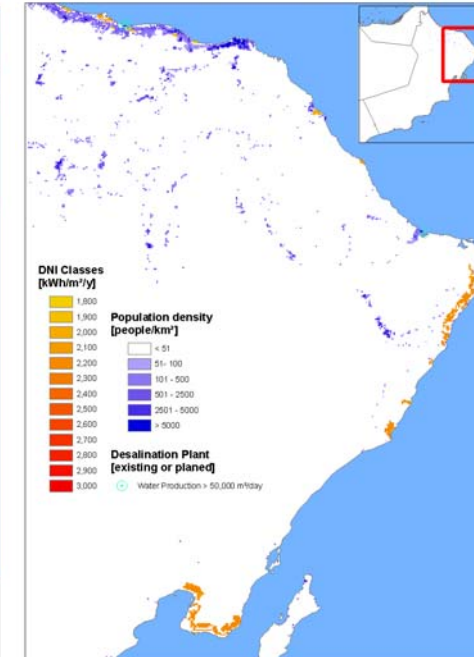 DNI Classes
[kWh/m²/y]
1,800
1,900
2,000
2,100
2,200
2,300
2,400
2,500
2,600
2,700
2,800
2,900
3,000
Population density
[people/km²]
< 51
51- 100
101 - 500
501 - 2500
2501 - 5000
> 5000
Desalination Plant
[existing or planed]
Water Production > 50,000 m³/day